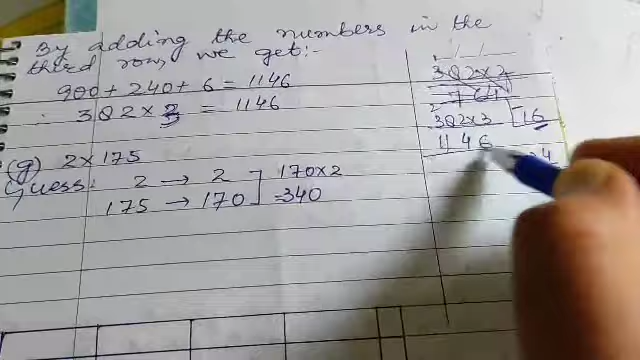 By adding the numbers in the
third row, we get:-
900 + 240 + 6 = 1146
∴ 382 × 3 = 1146
(g) 2 × 175
Guess: 2 → 2
175 → 170
170 × 2
= 340
382 × 2
764
2
382 × 3
16
1146
4